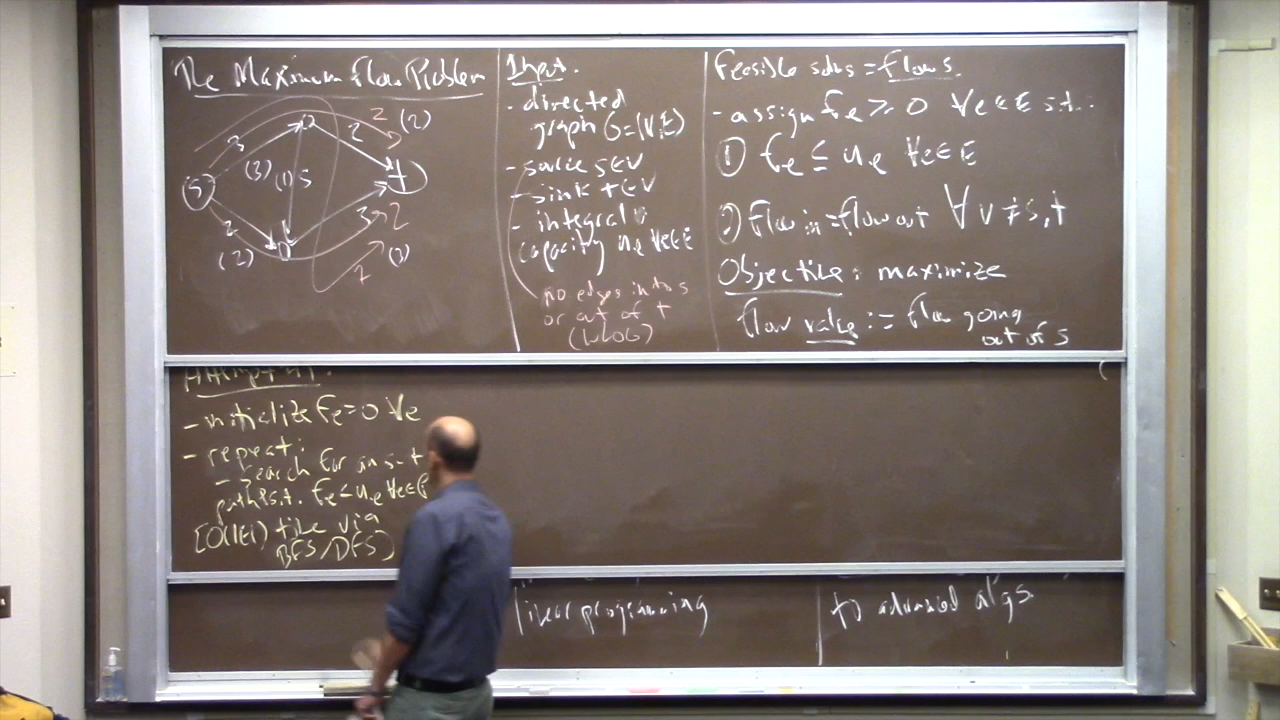 The Maximum Flow Problem
2
(2)
3
2
(3)
(1)
5
s
t
2
3
2
(2)
(3)
2
Input:
- directed
graph G=(V,E)
- source s∈V
- sink t∈V
- integral
capacity u_e ∀e∈E
no edges into s
or out of t
(WLOG)
Feasible solns = flows.
- assign f_e ≥ 0 ∀e∈E s.t.:
① f_e ≤ u_e ∀e∈E
② flow in = flow out ∀ v ≠ s,t
Objective: maximize
flow value := flow going
out of s
Attempt #1:
- initialize f_e = 0 ∀e
- repeat:
- search for an s-t
path P s.t. f_e < u_e ∀e∈P
[O(|E|) time via
BFS/DFS]
linear programming
to advanced algs